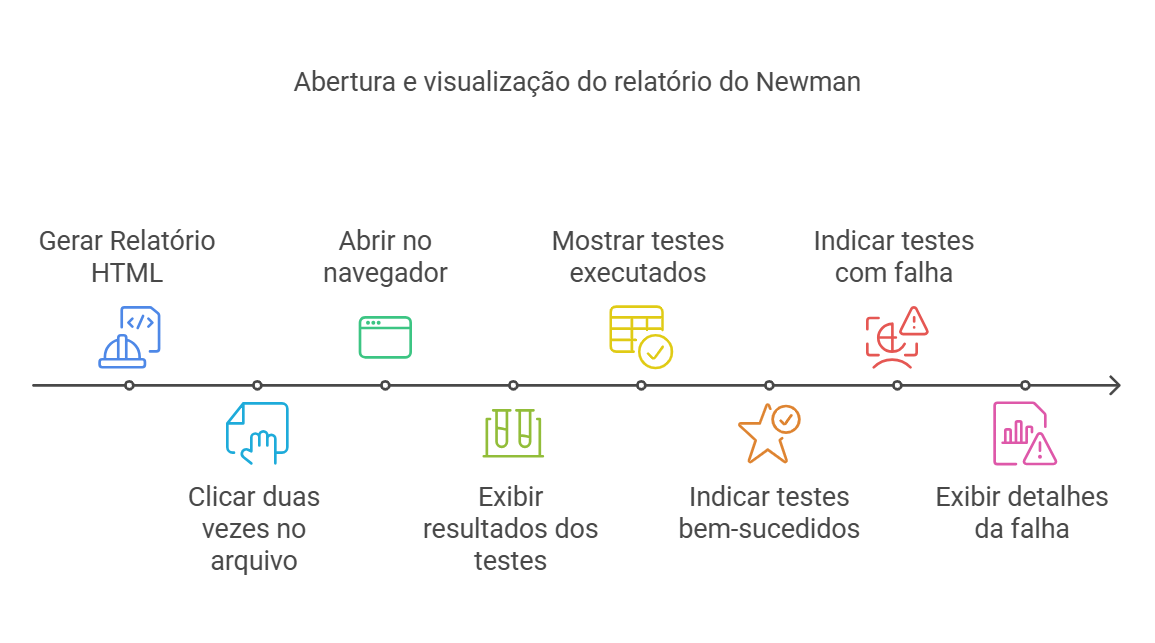 Abertura e visualização do relatório do Newman
Gerar Relatório
HTML
Clicar duas
vezes no
arquivo
Abrir no
navegador
Exibir
resultados dos
testes
Mostrar testes
executados
Indicar testes
bem-sucedidos
Indicar testes
com falha
Exibir detalhes
da falha